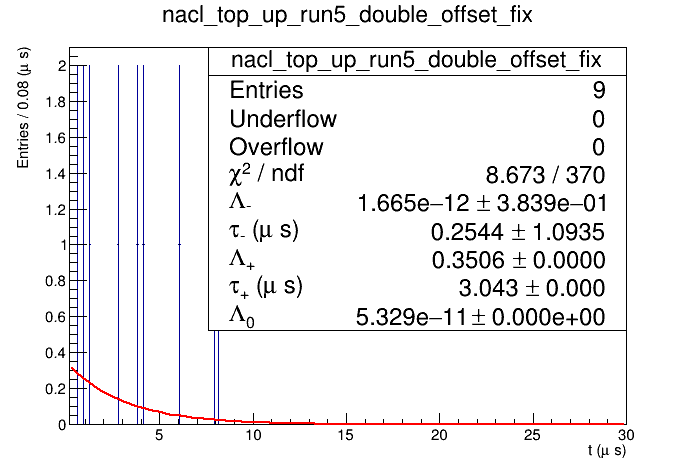 nacl_top_up_run5_double_offset_fix
Entries / 0.08 (μ s)
nacl_top_up_run5_double_offset_fix
Entries 9
Underflow 0
Overflow 0
χ² / ndf 8.673 / 370
Λ₋ 1.665e−12 ± 3.839e−01
τ₋ (μ s) 0.2544 ± 1.0935
Λ₊ 0.3506 ± 0.0000
τ₊ (μ s) 3.043 ± 0.000
Λ₀ 5.329e−11 ± 0.000e+00
2
1.8
1.6
1.4
1.2
1
0.8
0.6
0.4
0.2
0
5 10 15 20 25 30
t (μ s)